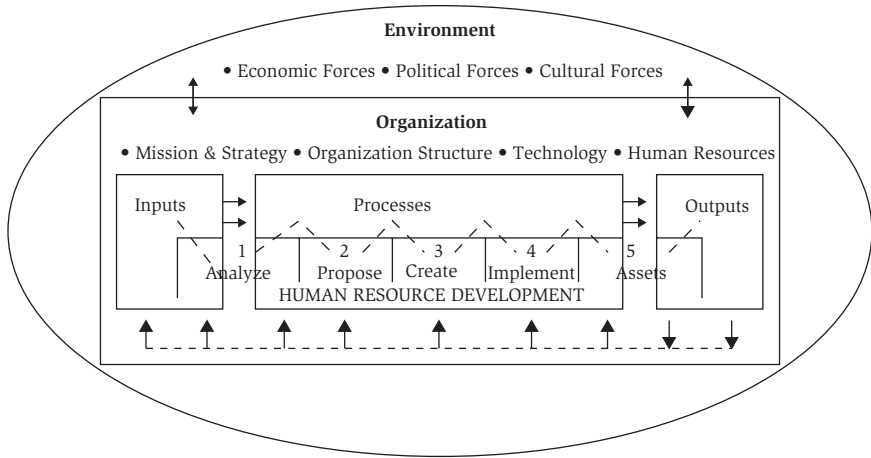 Environment
• Economic Forces • Political Forces • Cultural Forces
Organization
• Mission & Strategy • Organization Structure • Technology • Human Resources
Inputs
Processes
Outputs
1 2 3 4 5
Analyze Propose Create Implement Assets
HUMAN RESOURCE DEVELOPMENT